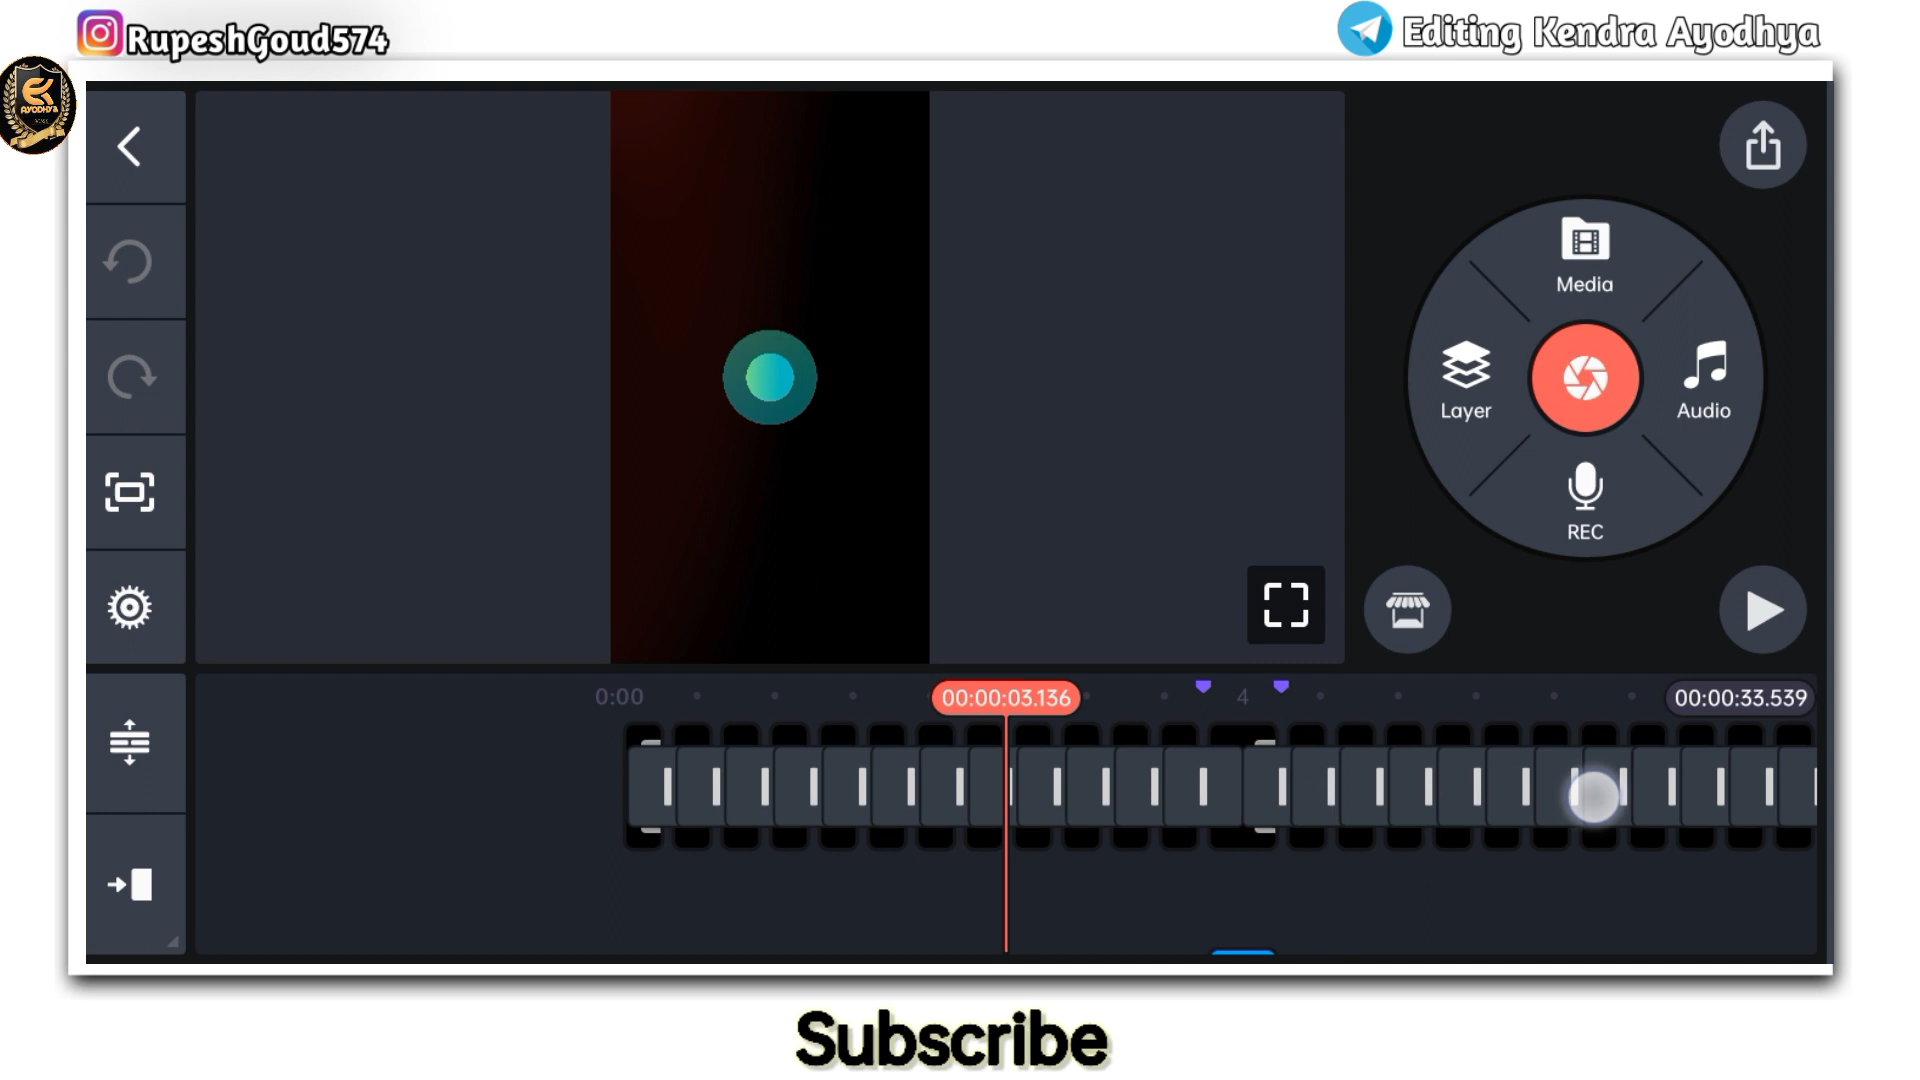 RupeshGoud574
Editing Kendra Ayodhya
AYODHYA
Media
Layer
Audio
REC
0:00
00:00:03.136
4
00:00:33.539
Subscribe